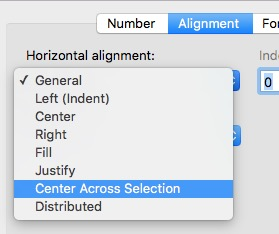 Number Alignment
Horizontal alignment:
✓ General
0
Left (Indent)
Center
Right
Fill
Justify
Center Across Selection
Distributed